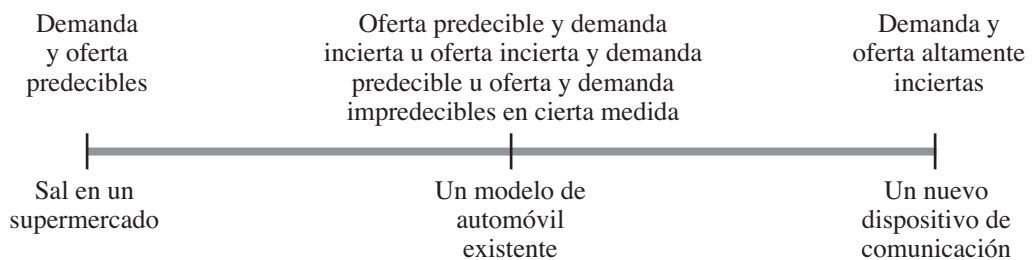 Demanda
y oferta
predecibles
Oferta predecible y demanda
incierta u oferta incierta y demanda
predecible u oferta y demanda
impredecibles en cierta medida
Demanda y
oferta altamente
inciertas
Sal en un
supermercado
Un modelo de
automóvil
existente
Un nuevo
dispositivo de
comunicación